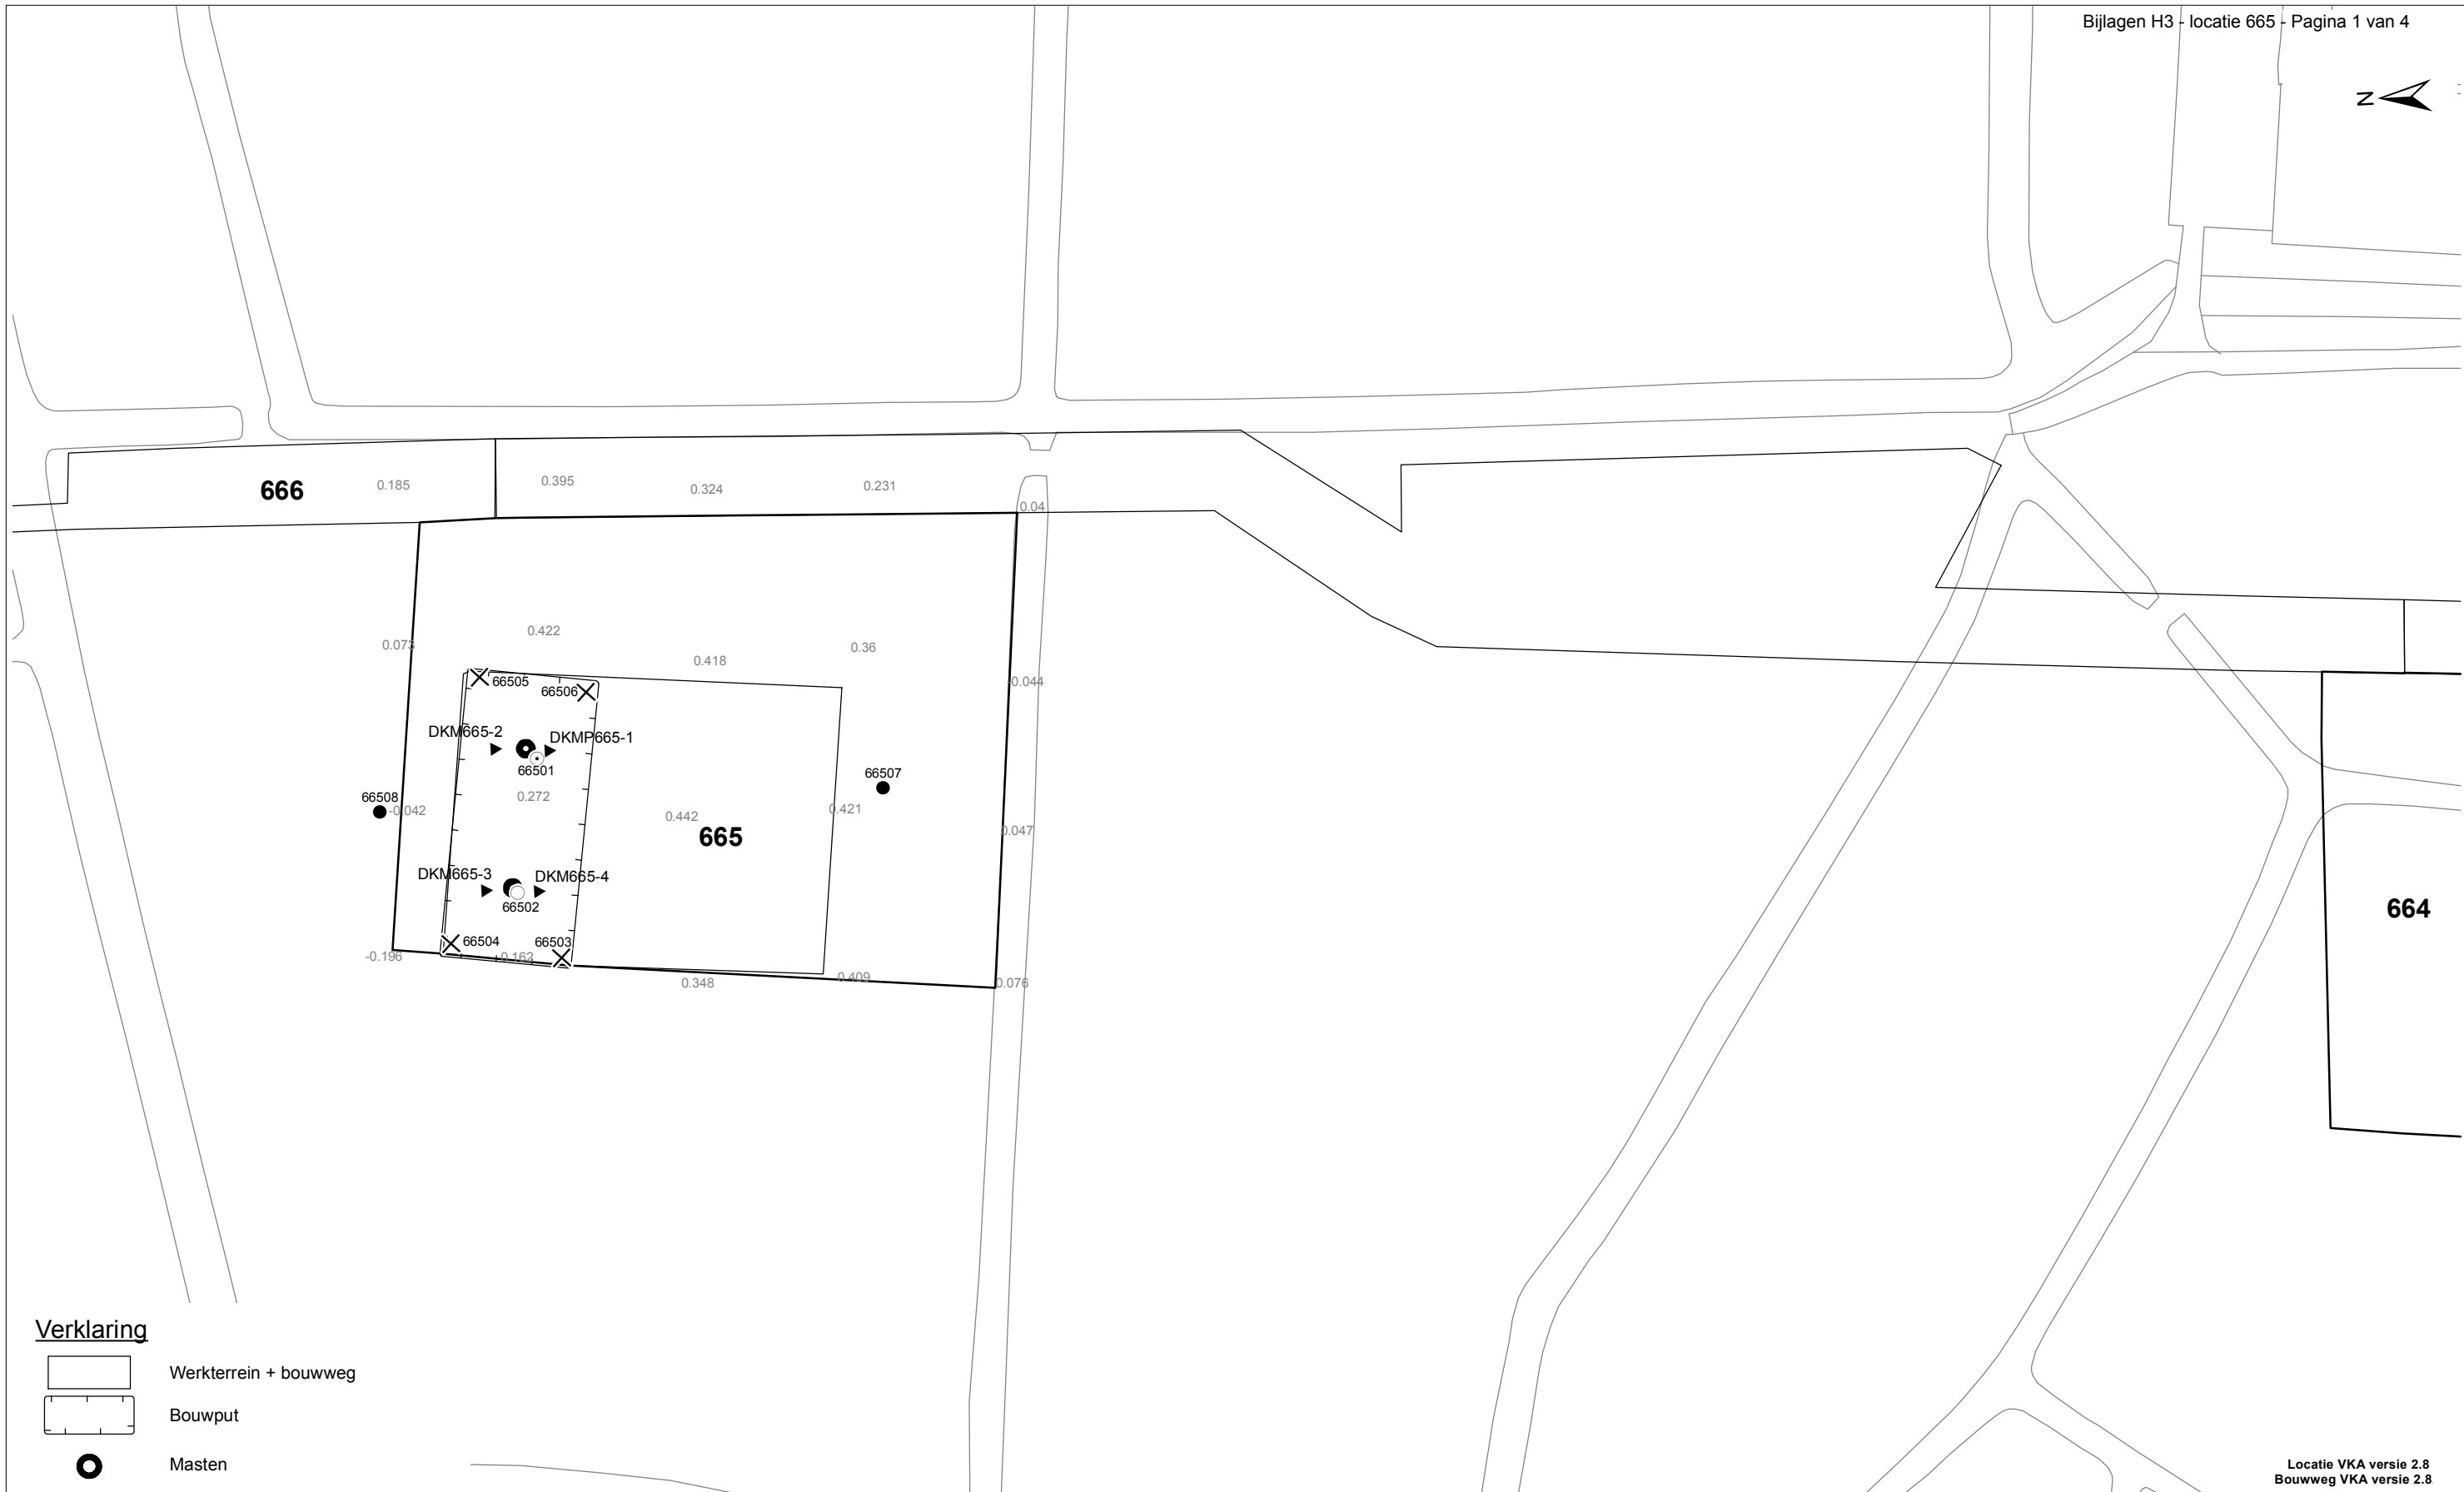 Bijlagen H3 - locatie 665 - Pagina 1 van 4
N
666
0.185
0.395
0.324
0.231
0.04
0.073
0.422
0.418
0.36
-0.044
66505
66506
DKM665-2
DKMP665-1
66501
66507
66508
-0.042
0.272
0.442
0.421
665
0.047
DKM665-3
DKM665-4
66502
664
66504
66503
-0.196
-0.162
0.348
0.409
0.076
Verklaring
Werkterrein + bouwweg
Bouwput
Masten
Locatie VKA versie 2.8
Bouwweg VKA versie 2.8